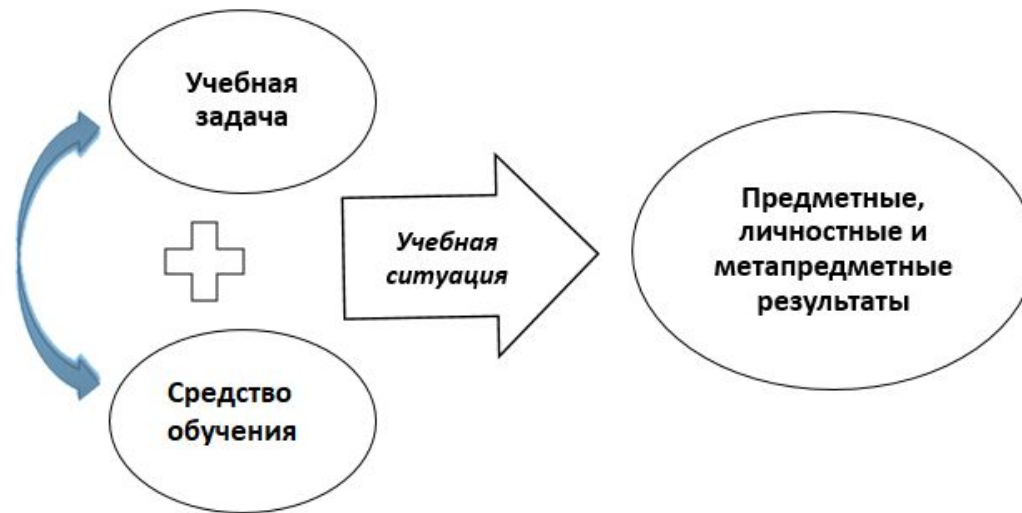 Учебная
задача
Учебная
ситуация
Средство
обучения
Предметные,
личностные и
метапредметные
результаты